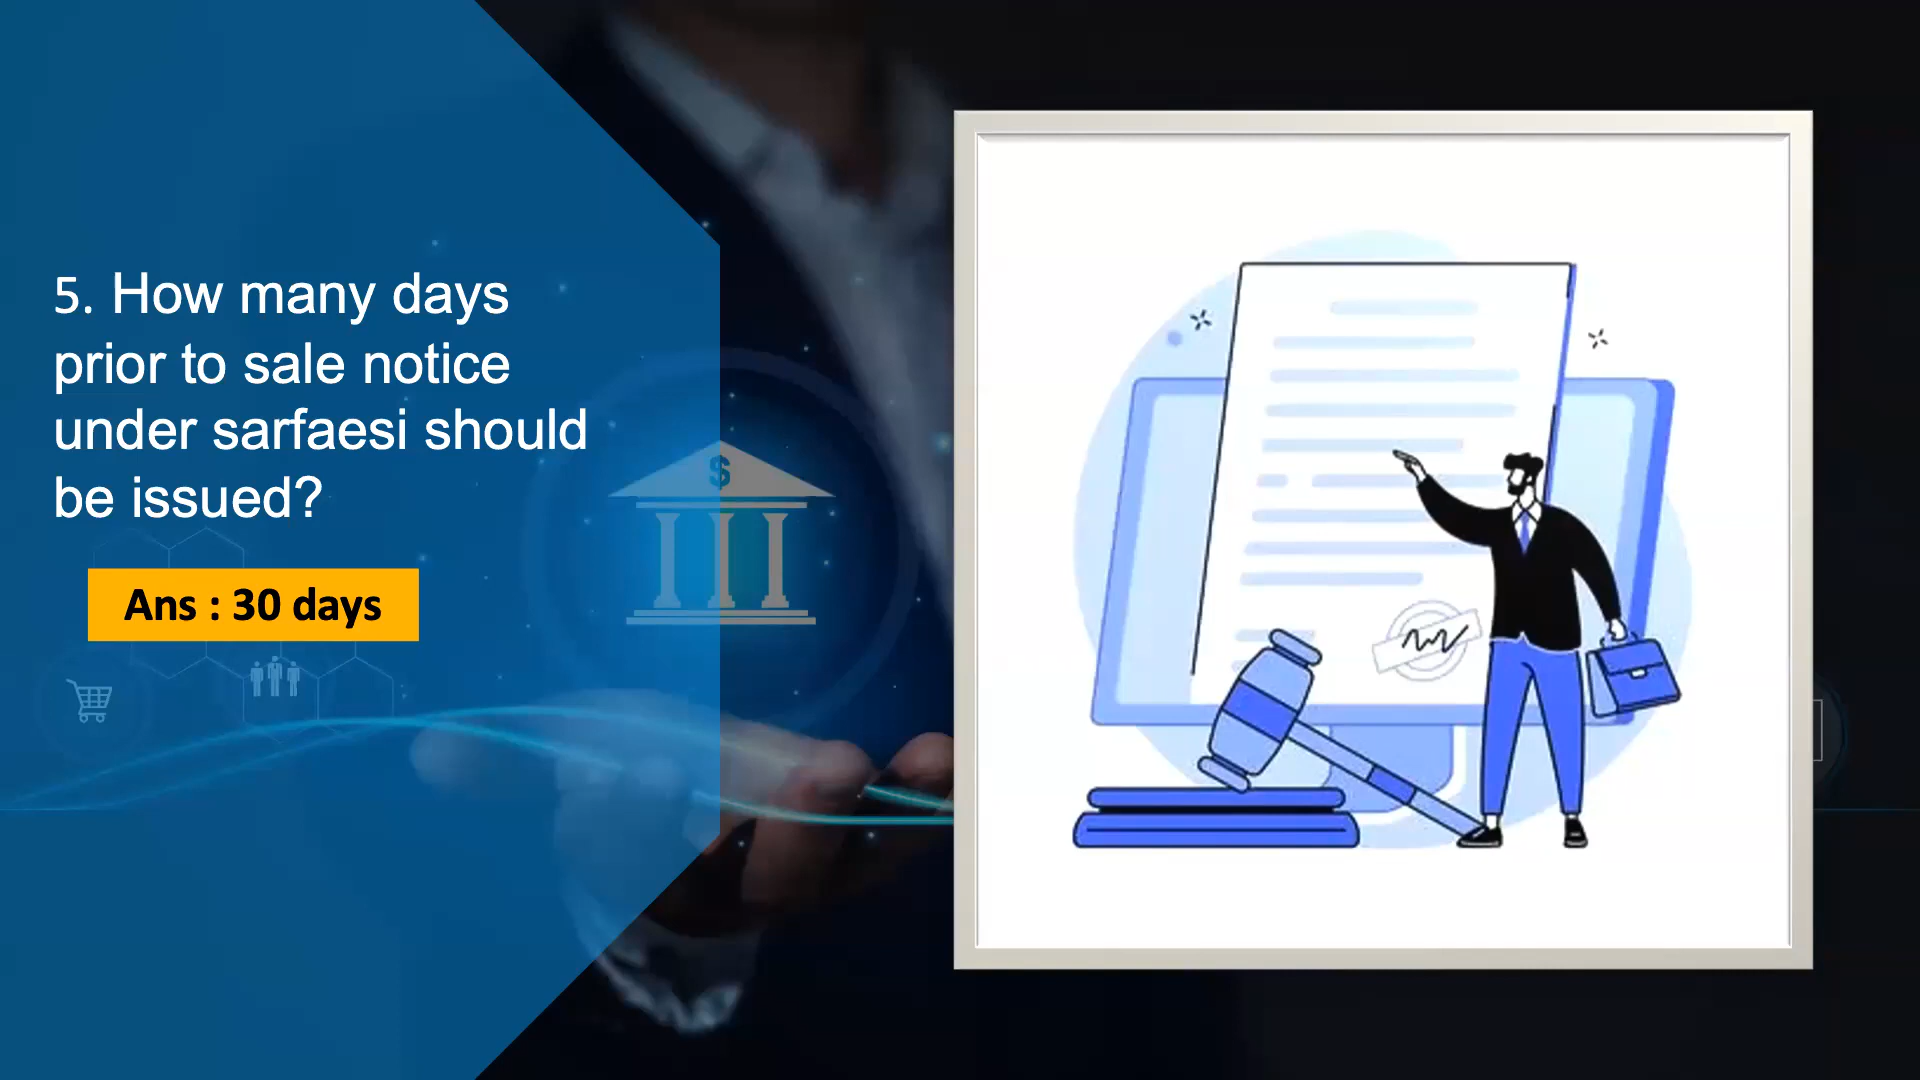 5. How many days
prior to sale notice
under sarfaesi should
be issued?
Ans : 30 days
$